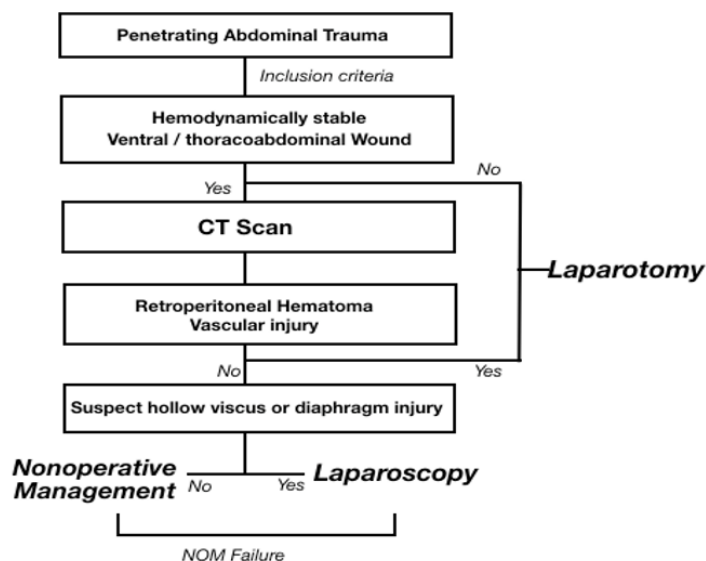 Penetrating Abdominal Trauma
Inclusion criteria
Hemodynamically stable
Ventral / thoracoabdominal Wound
No
Yes
CT Scan
Laparotomy
Retroperitoneal Hematoma
Vascular injury
No
Yes
Suspect hollow viscus or diaphragm injury
Nonoperative
Management
No
Yes
Laparoscopy
NOM Failure